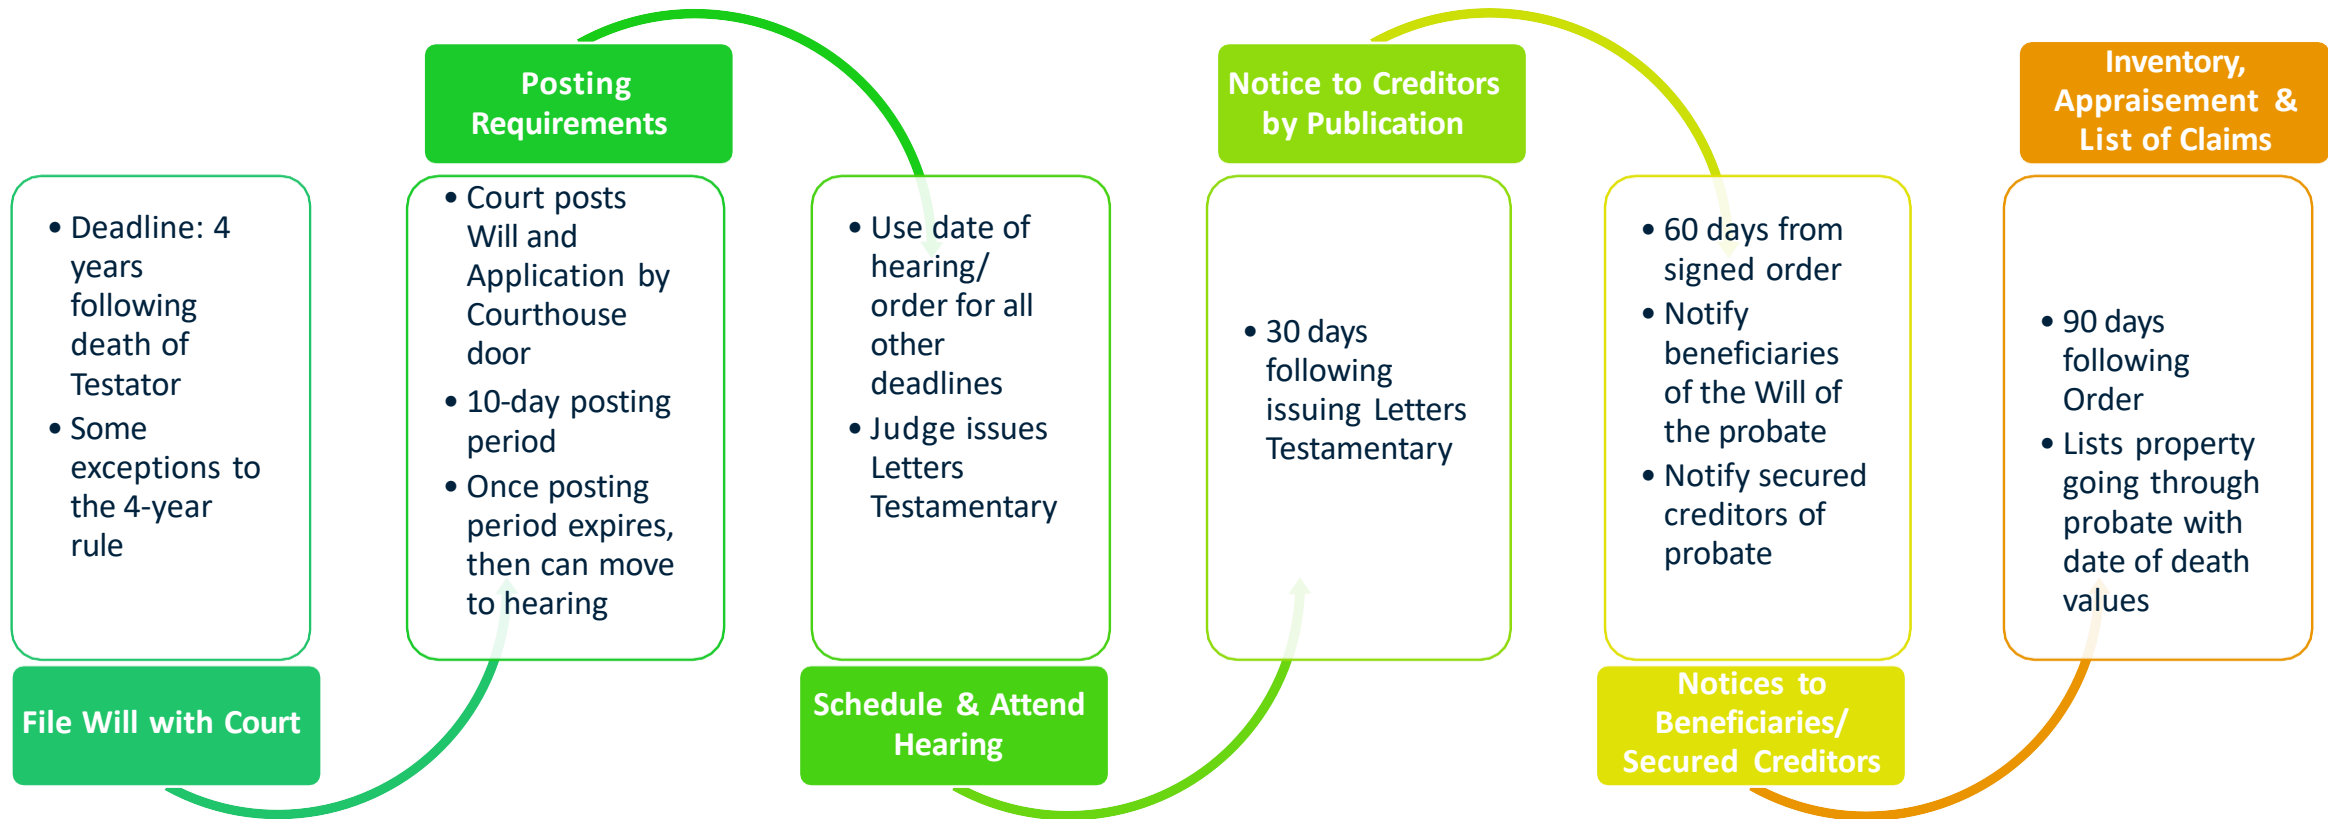 File Will with Court
• Deadline: 4
years
following
death of
Testator
• Some
exceptions to
the 4-year
rule
Posting
Requirements
• Court posts
Will and
Application by
Courthouse
door
• 10-day posting
period
• Once posting
period expires,
then can move
to hearing
Schedule & Attend
Hearing
• Use date of
hearing/
order for all
other
deadlines
• Judge issues
Letters
Testamentary
Notice to Creditors
by Publication
• 30 days
following
issuing Letters
Testamentary
Notices to
Beneficiaries/
Secured Creditors
• 60 days from
signed order
• Notify
beneficiaries
of the Will of
the probate
• Notify secured
creditors of
probate
Inventory,
Appraisement &
List of Claims
• 90 days
following
Order
• Lists property
going through
probate with
date of death
values